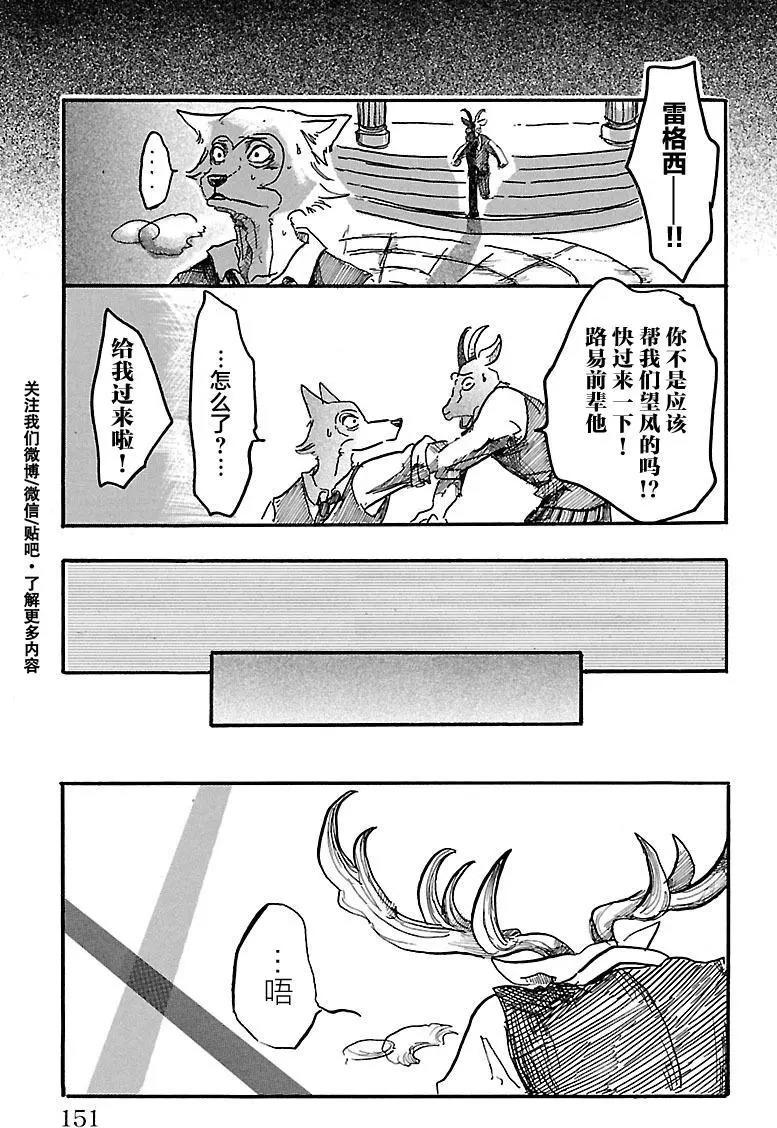 雷格西——!!
…
你不是应该
帮我们望风的吗!?
快过来一下！
路易前辈他
…怎么了?……
给我过来啦！
…唔
关注我们微博/微信/贴吧·了解更多内容
151